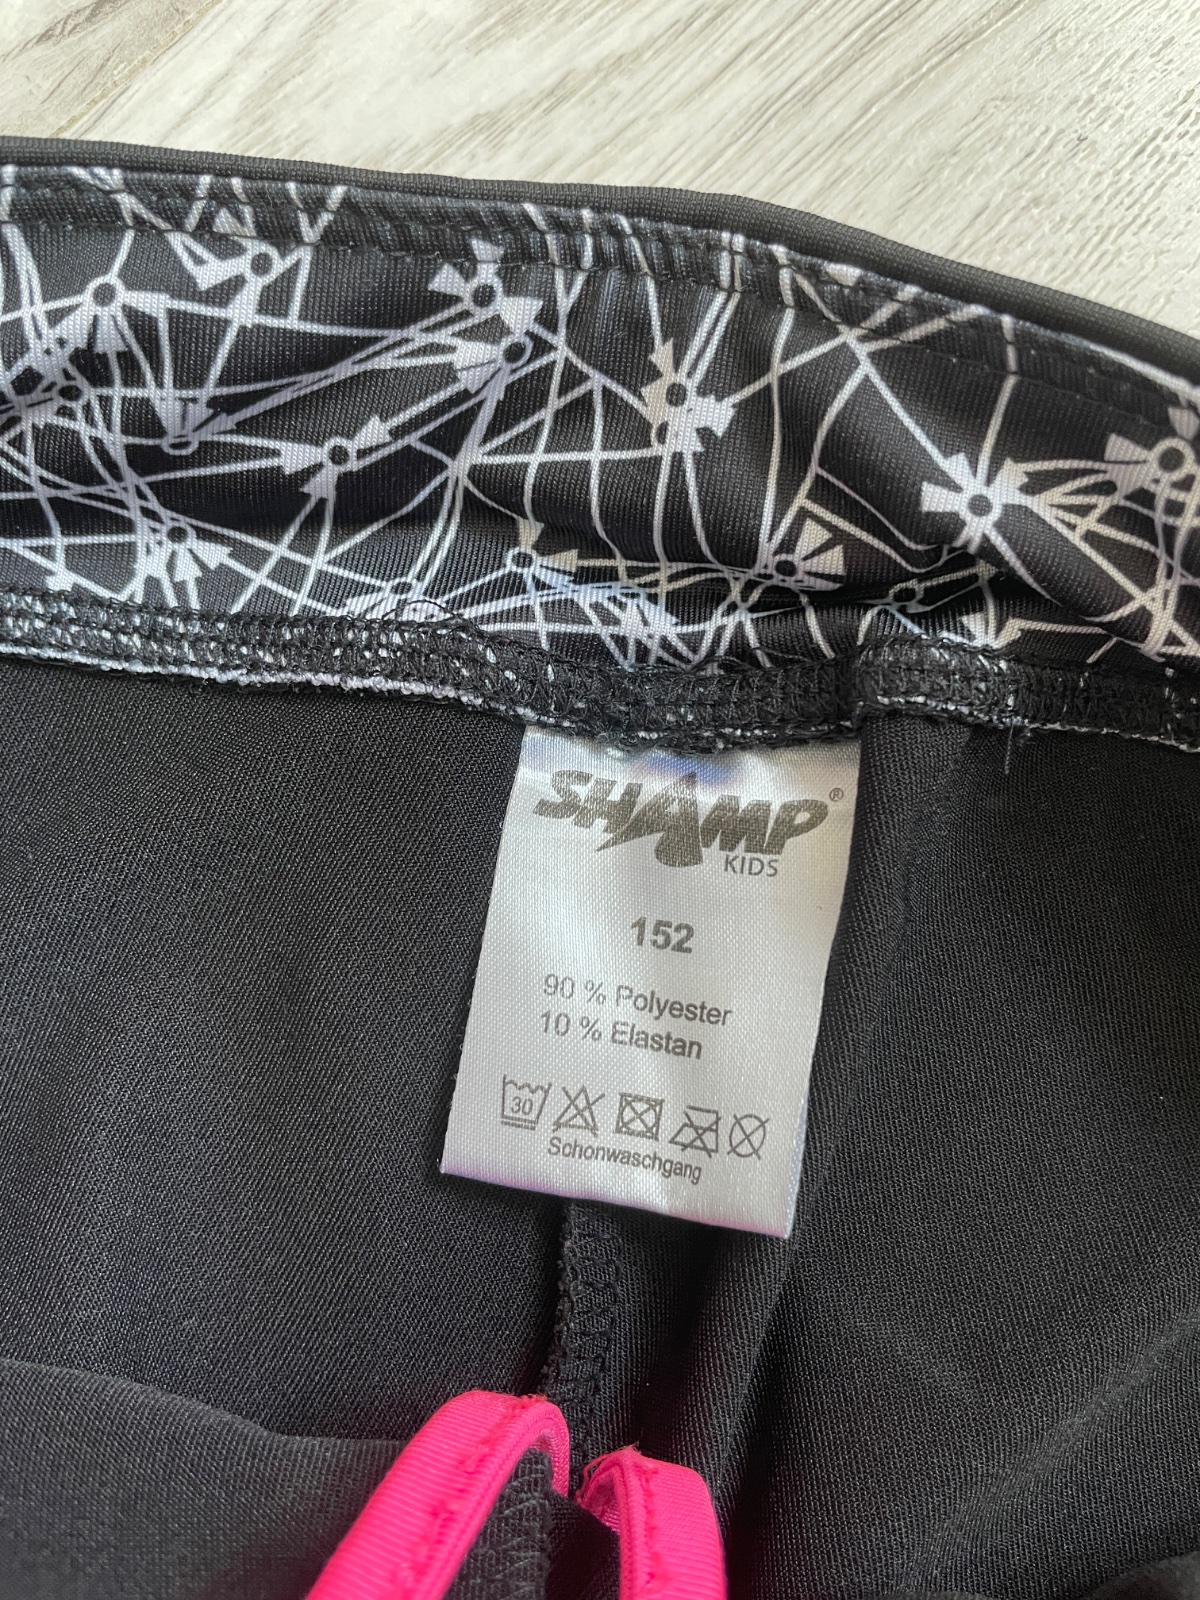 SHAMP®
KIDS
152
90 % Polyester
10 % Elastan
30
Schonwaschgang